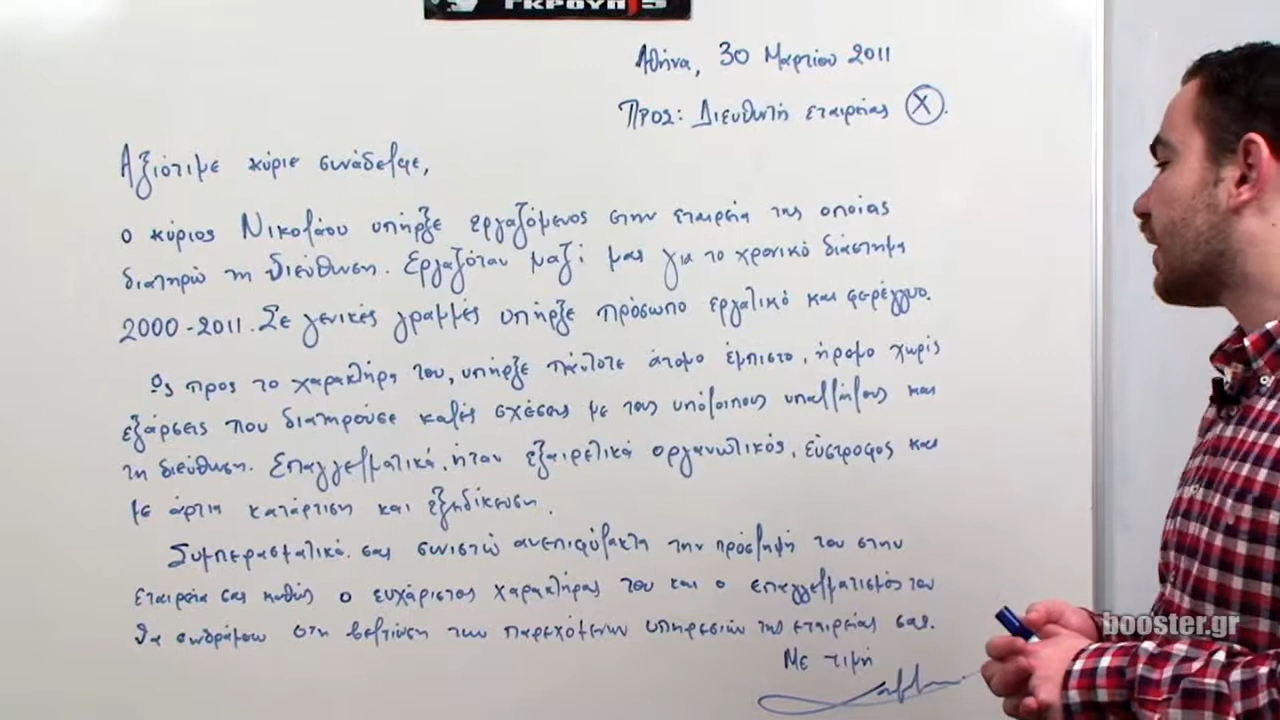 ΓΚΡΟΥΠ'S
Αθήνα, 30 Μαρτίου 2011
Προς: Διευθυντή εταιρείας Χ.
Αξιότιμε κύριε συνάδελφε,
ο κύριος Νικολάου υπήρξε εργαζόμενος στην εταιρεία της οποίας
διατηρώ τη διεύθυνση. Εργαζόταν μαζί μας για το χρονικό διάστημα
2000-2011. Σε γενικές γραμμές υπήρξε πρόσωπο εργατικό και φερέγγυο.
Ως προς το χαρακτήρα του, υπήρξε πάντοτε άτομο έμπιστο, ήρεμο χωρίς
εξάρσεις που διατηρούσε καλές σχέσεις με τους υπόλοιπους υπαλλήλους και
τη διεύθυνση. Επαγγελματικά, ήταν εξαιρετικά οργανωτικός, εύστροφος και
με άρτια κατάρτιση και εξειδίκευση.
Συμπερασματικά, σας συνιστώ ανεπιφύλακτα την πρόσληψή του στην
εταιρεία σας καθώς ο ευχάριστος χαρακτήρας του και ο επαγγελματισμός του
θα συνδράμουν στη βελτίωση των παρεχόμενων υπηρεσιών της εταιρείας σας.
Με τιμή
booster.gr